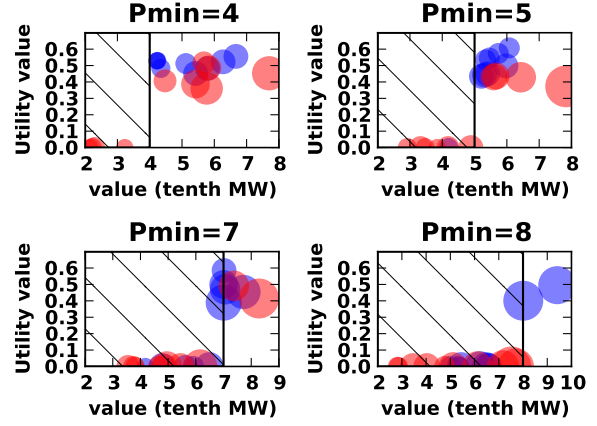 Pmin=4
Utility value
0.6
0.5
0.4
0.3
0.2
0.1
0.0
2 3 4 5 6 7 8
value (tenth MW)
Pmin=5
Utility value
0.6
0.5
0.4
0.3
0.2
0.1
0.0
2 3 4 5 6 7 8
value (tenth MW)
Pmin=7
Utility value
0.6
0.5
0.4
0.3
0.2
0.1
0.0
2 3 4 5 6 7 8 9
value (tenth MW)
Pmin=8
Utility value
0.6
0.5
0.4
0.3
0.2
0.1
0.0
2 3 4 5 6 7 8 9 10
value (tenth MW)